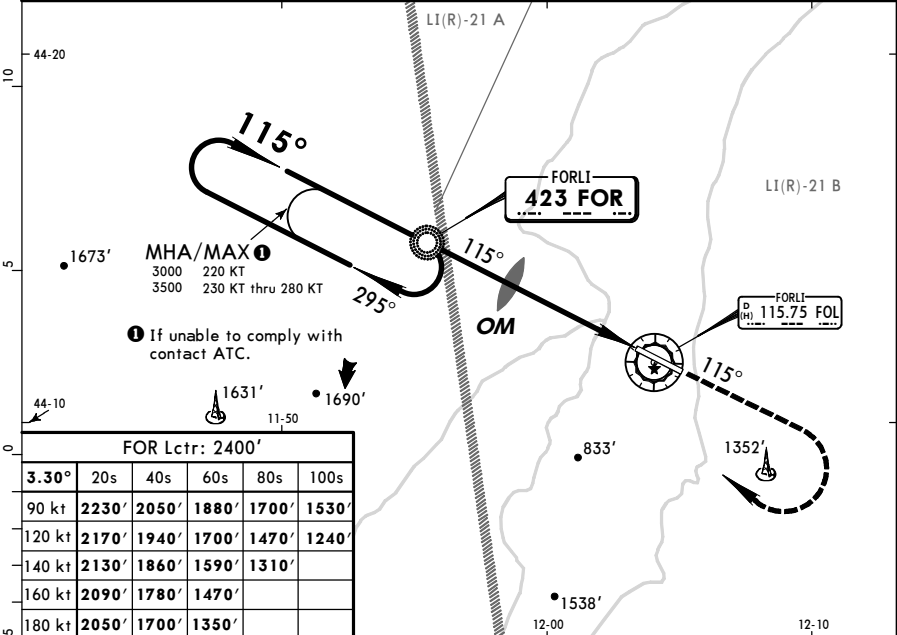 LI(R)-21 A
44-20
10
115°
FORLI
423 FOR
LI(R)-21 B
MHA/MAX ❶
3000 220 KT
3500 230 KT thru 280 KT
1673'
5
115°
295°
OM
FORLI
D
(H) 115.75 FOL
❶ If unable to comply with
contact ATC.
115°
1631'
1690'
44-10
11-50
0
833'
1352'
FOR Lctr: 2400'
3.30° 20s 40s 60s 80s 100s
90 kt 2230' 2050' 1880' 1700' 1530'
120 kt 2170' 1940' 1700' 1470' 1240'
140 kt 2130' 1860' 1590' 1310'
160 kt 2090' 1780' 1470'
180 kt 2050' 1700' 1350'
1538'
5
12-00
12-10